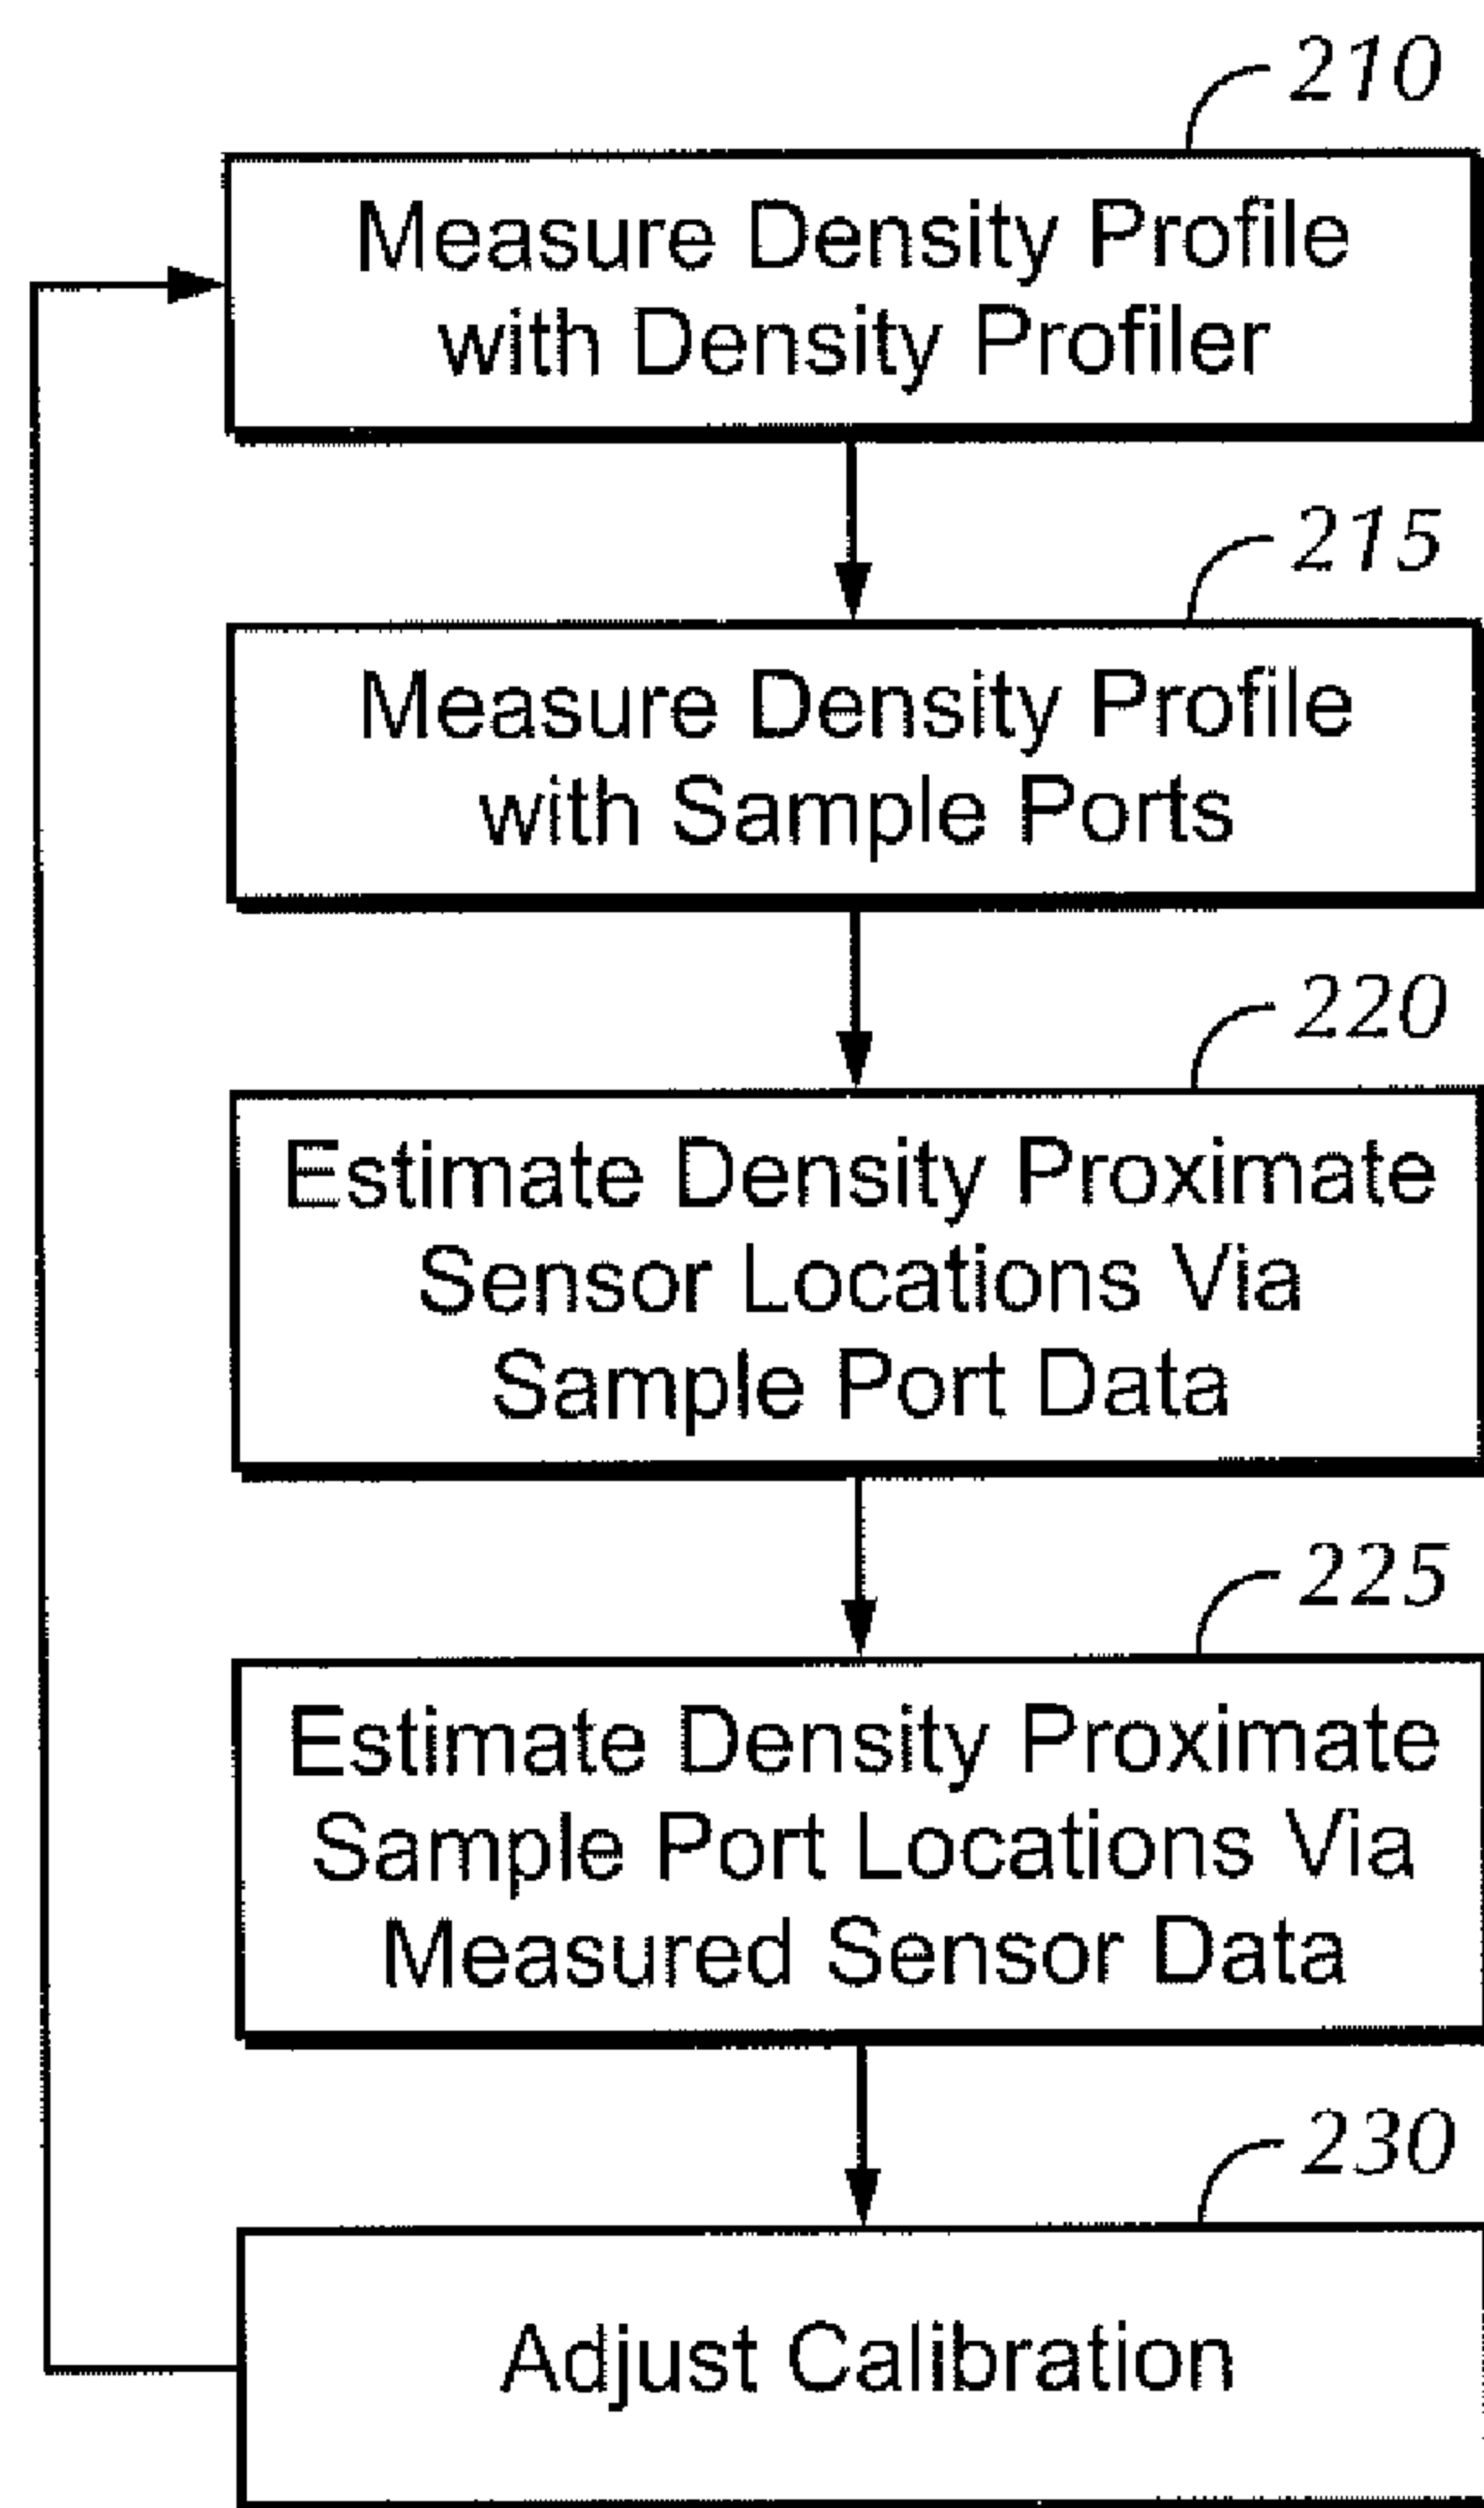 210
Measure Density Profile
with Density Profiler
215
Measure Density Profile
with Sample Ports
220
Estimate Density Proximate
Sensor Locations Via
Sample Port Data
225
Estimate Density Proximate
Sample Port Locations Via
Measured Sensor Data
230
Adjust Calibration